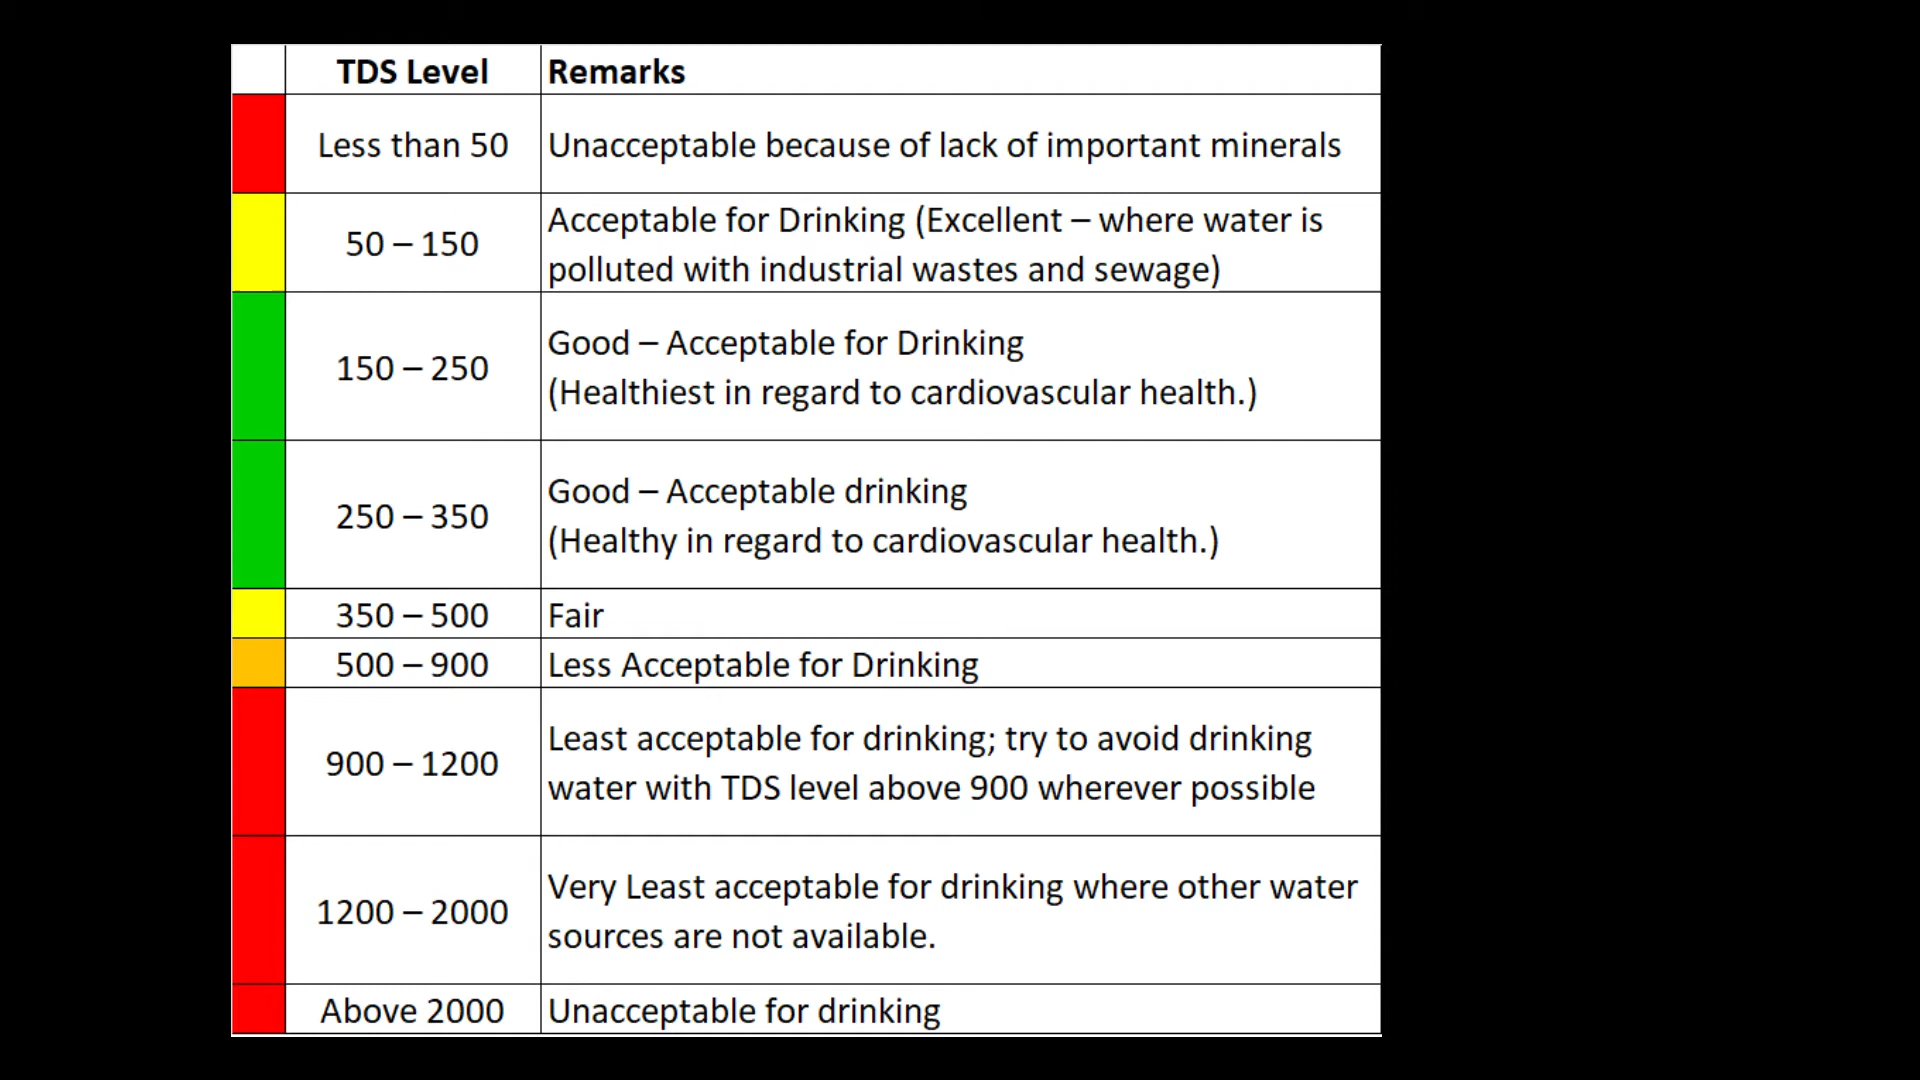 TDS Level Remarks
Less than 50 Unacceptable because of lack of important minerals
50 – 150 Acceptable for Drinking (Excellent – where water is
polluted with industrial wastes and sewage)
150 – 250 Good – Acceptable for Drinking
(Healthiest in regard to cardiovascular health.)
250 – 350 Good – Acceptable drinking
(Healthy in regard to cardiovascular health.)
350 – 500 Fair
500 – 900 Less Acceptable for Drinking
900 – 1200 Least acceptable for drinking; try to avoid drinking
water with TDS level above 900 wherever possible
1200 – 2000 Very Least acceptable for drinking where other water
sources are not available.
Above 2000 Unacceptable for drinking